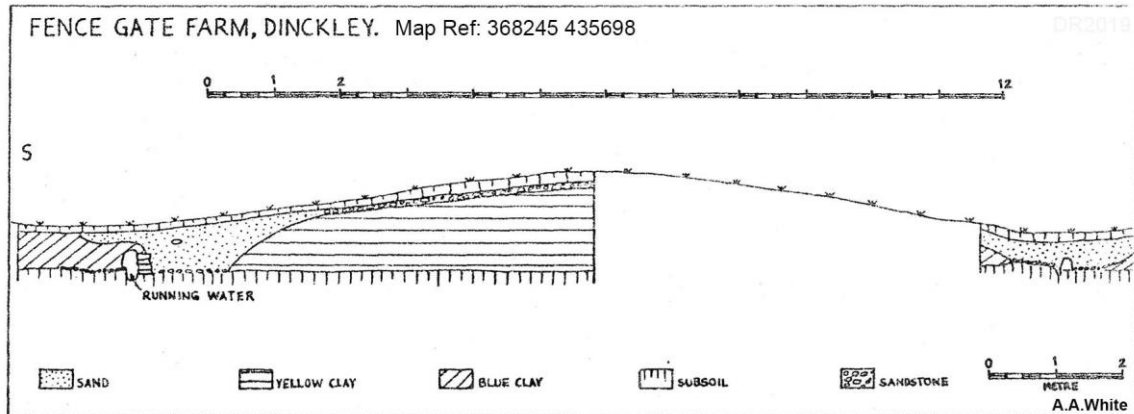 FENCE GATE FARM, DINCKLEY. Map Ref: 368245 435698
DR2019
0 1 2 12
S
RUNNING WATER
SAND YELLOW CLAY BLUE CLAY SUBSOIL SANDSTONE
0 1 2
METRE
A.A.White